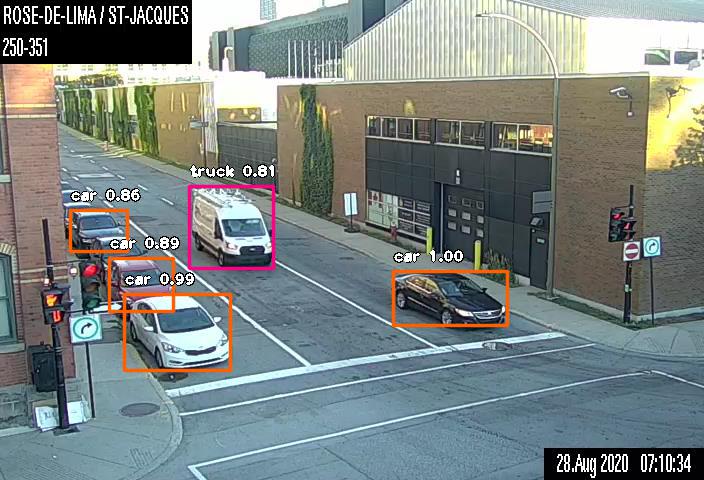 ROSE-DE-LIMA / ST-JACQUES
250-351
truck 0.81
car 0.86
car 0.89
car 1.00
car 0.99
28.Aug 2020 07:10:34